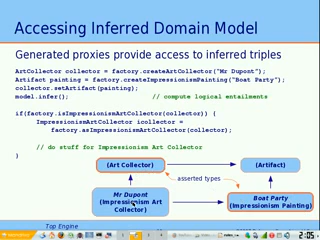 Accessing Inferred Domain Model
Generated proxies provide access to inferred triples
ArtCollector collector = factory.createArtCollector("Mr Dupont");
Artifact painting = factory.createImpressionismPainting("Boat Party");
collector.setArtifact(painting);
model.infer(); // compute logical entailments
if(factory.isImpressionismArtCollector(collector)) {
ImpressionismArtCollector icollector =
factory.asImpressionismArtCollector(collector);
// do stuff for Impressionism Art Collector
}
(Art Collector) (Artifact)
asserted types
Mr Dupont
(Impressionism Art
Collector)
Boat Party
(Impressionism Painting)
Top Engine
2:05